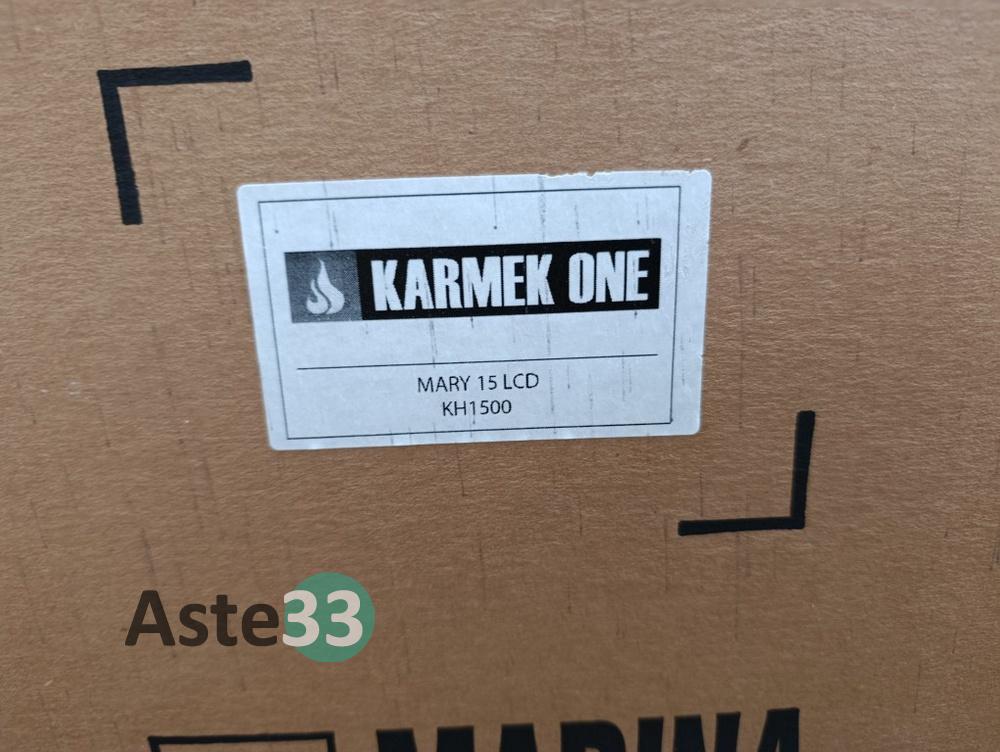 KARMEK ONE
MARY 15 LCD
KH1500
Aste33